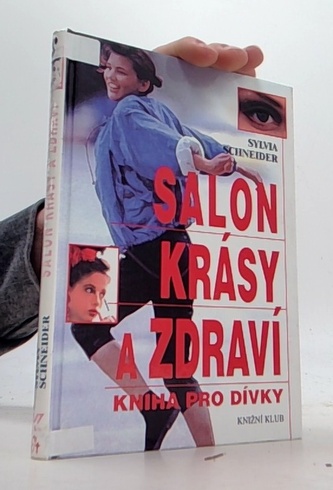 SYLVIA
SCHNEIDER
SALON
KRÁSY
A ZDRAVÍ
KNIHA PRO DÍVKY
KNIŽNÍ KLUB
SCHNEIDER
SALON KRÁSY A ZDRAVÍ